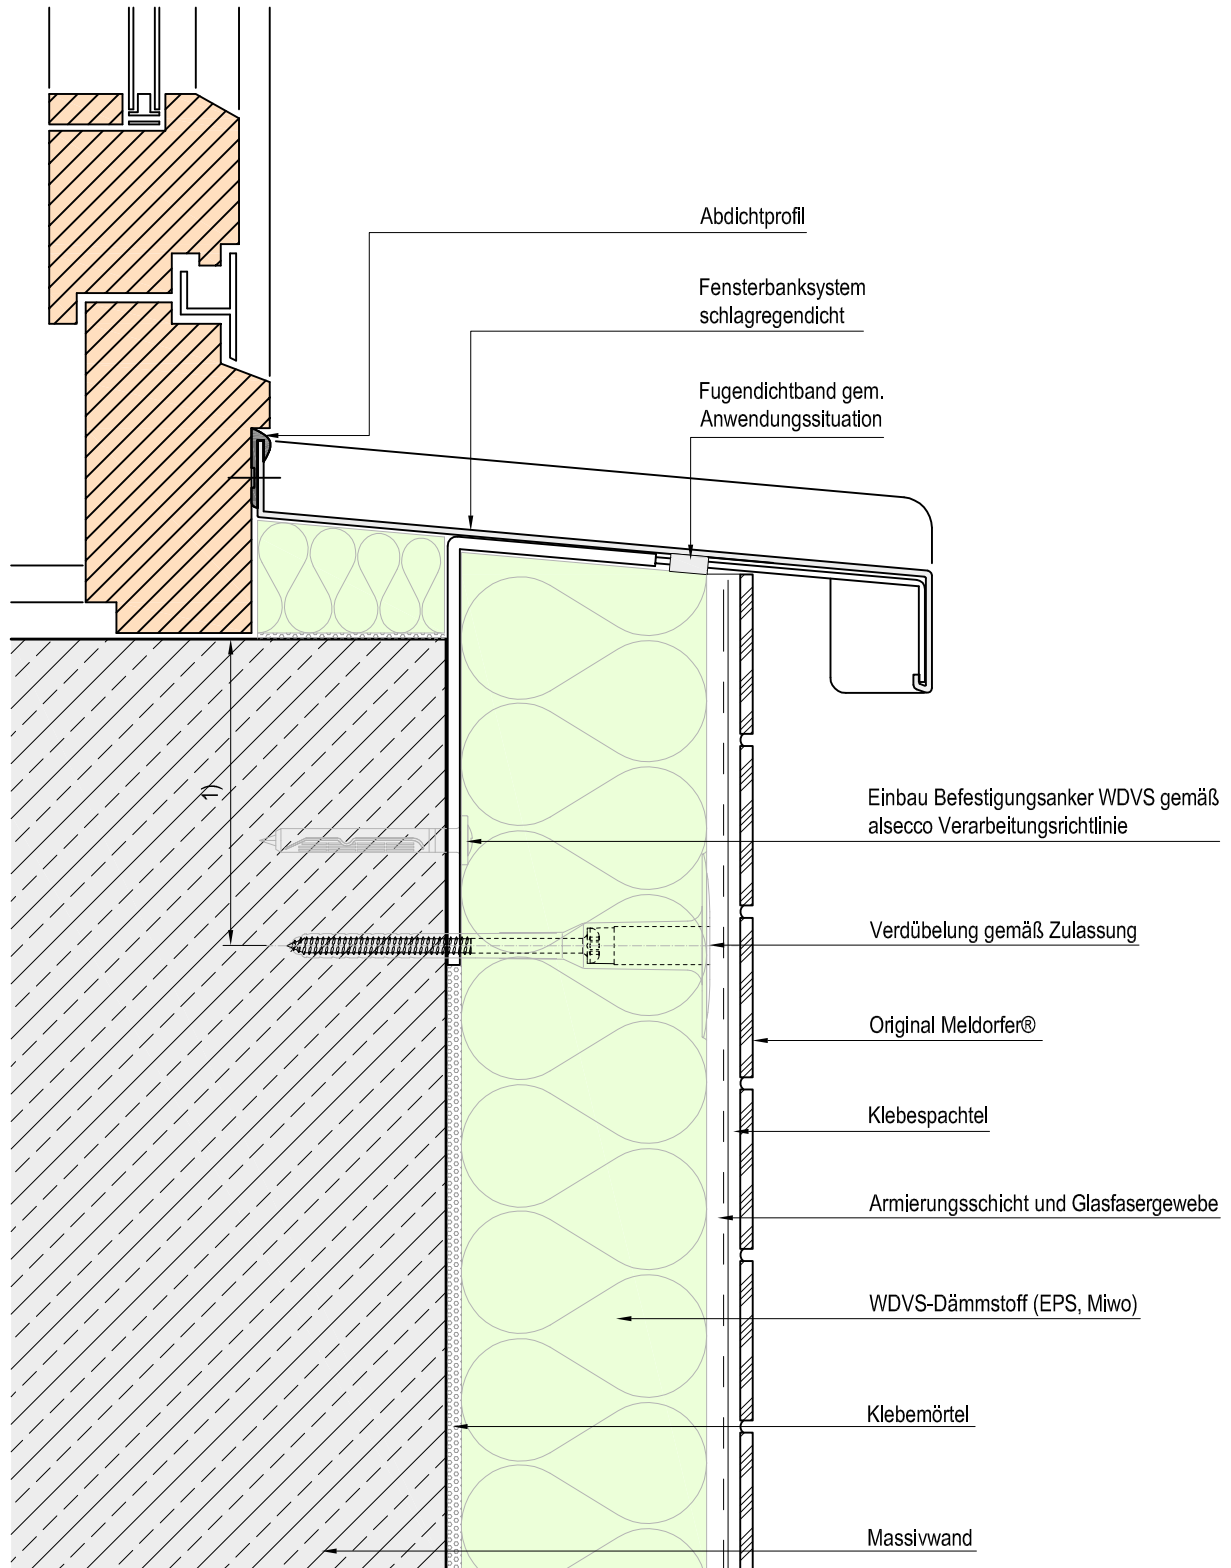 Abdichtprofil
Fensterbanksystem
schlagregendicht
Fugendichtband gem.
Anwendungssituation
1)
Einbau Befestigungsanker WDVS gemäß
alsecco Verarbeitungsrichtlinie
Verdübelung gemäß Zulassung
Original Meldorfer®
Klebespachtel
Armierungsschicht und Glasfasergewebe
WDVS-Dämmstoff (EPS, Miwo)
Klebemörtel
Massivwand